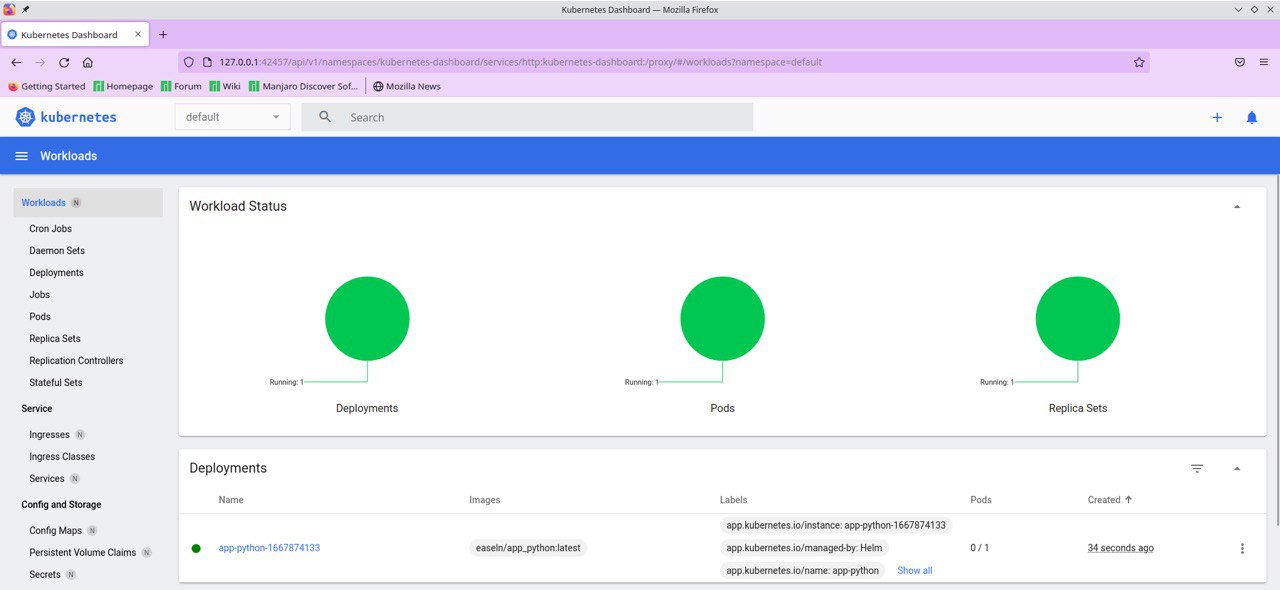 Kubernetes Dashboard — Mozilla Firefox
Kubernetes Dashboard
127.0.0.1:42457/api/v1/namespaces/kubernetes-dashboard/services/http:kubernetes-dashboard:/proxy/#/workloads?namespace=default
Getting Started Homepage Forum Wiki Manjaro Discover Sof... Mozilla News
kubernetes default Search
Workloads
Workloads N
Cron Jobs
Daemon Sets
Deployments
Jobs
Pods
Replica Sets
Replication Controllers
Stateful Sets
Service
Ingresses N
Ingress Classes
Services N
Config and Storage
Config Maps N
Persistent Volume Claims N
Secrets N
Workload Status
Running: 1 Running: 1 Running: 1
Deployments Pods Replica Sets
Deployments
Name Images Labels Pods Created
app.kubernetes.io/instance: app-python-1667874133
app-python-1667874133 easeln/app_python:latest app.kubernetes.io/managed-by: Helm 0 / 1 34 seconds ago
app.kubernetes.io/name: app-python Show all